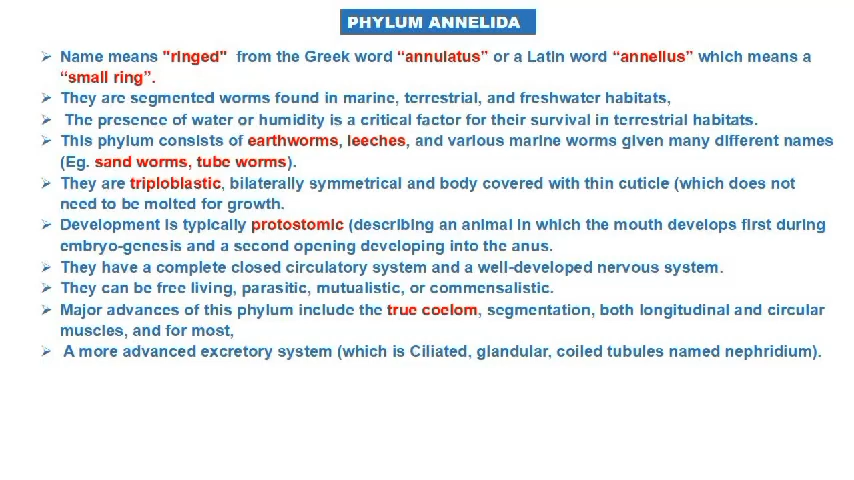 PHYLUM ANNELIDA
➢ Name means "ringed" from the Greek word “annulatus” or a Latin word “annellus” which means a
“small ring”.
➢ They are segmented worms found in marine, terrestrial, and freshwater habitats,
➢ The presence of water or humidity is a critical factor for their survival in terrestrial habitats.
➢ This phylum consists of earthworms, leeches, and various marine worms given many different names
(Eg. sand worms, tube worms).
➢ They are triploblastic, bilaterally symmetrical and body covered with thin cuticle (which does not
need to be molted for growth.
➢ Development is typically protostomic (describing an animal in which the mouth develops first during
embryo-genesis and a second opening developing into the anus.
➢ They have a complete closed circulatory system and a well-developed nervous system.
➢ They can be free living, parasitic, mutualistic, or commensalistic.
➢ Major advances of this phylum include the true coelom, segmentation, both longitudinal and circular
muscles, and for most,
➢ A more advanced excretory system (which is Ciliated, glandular, coiled tubules named nephridium).